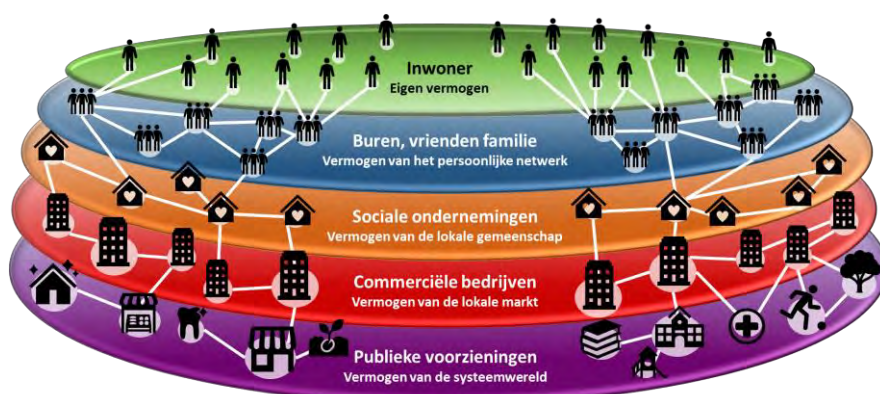 Inwoner
Eigen vermogen
Buren, vrienden familie
Vermogen van het persoonlijke netwerk
Sociale ondernemingen
Vermogen van de lokale gemeenschap
Commerciële bedrijven
Vermogen van de lokale markt
Publieke voorzieningen
Vermogen van de systeemwereld